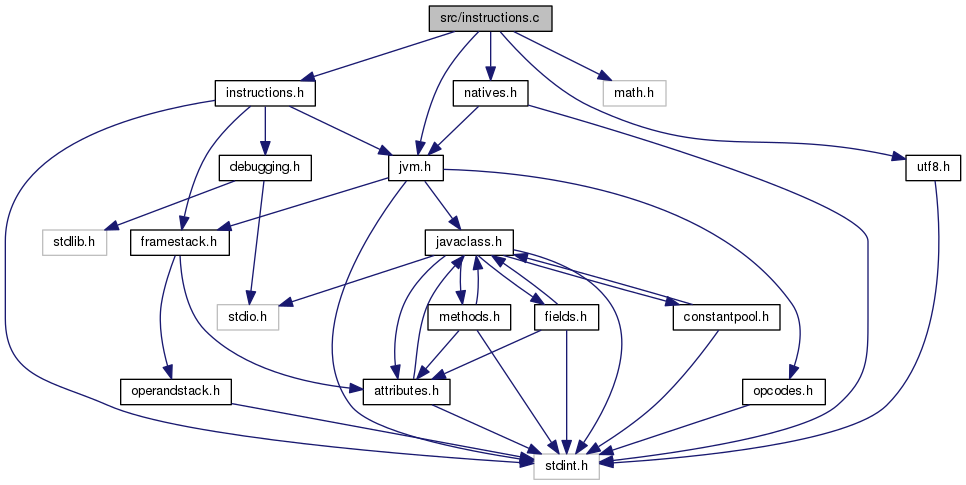 src/instructions.c
instructions.h
natives.h
math.h
debugging.h
jvm.h
utf8.h
stdlib.h
framestack.h
javaclass.h
stdio.h
methods.h
fields.h
constantpool.h
operandstack.h
attributes.h
opcodes.h
stdint.h